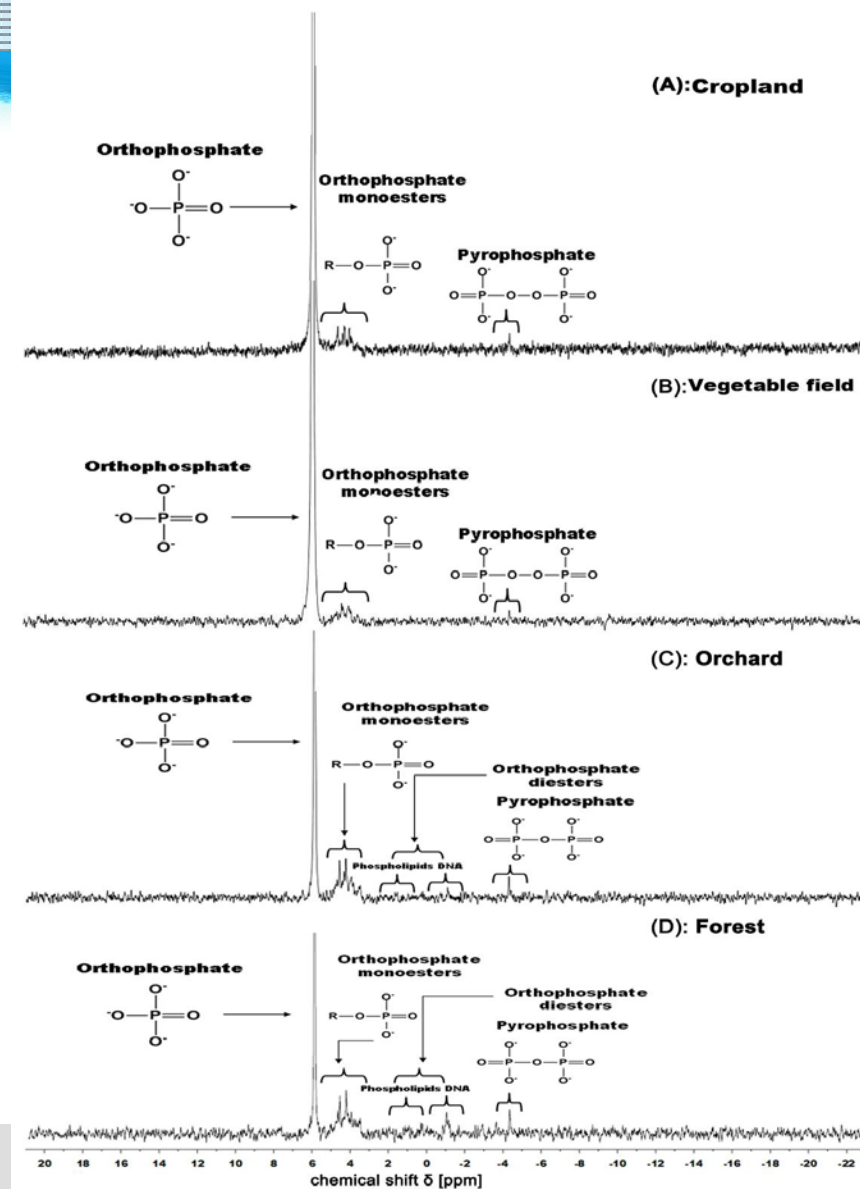 (A):Cropland
Orthophosphate
O-
-O—P=O
O-
Orthophosphate
monoesters
O-
R—O—P=O
O-
Pyrophosphate
O- O-
O=P—O—O—P=O
O- O-
(B):Vegetable field
Orthophosphate
O-
-O—P=O
O-
Orthophosphate
monoesters
O-
R—O—P=O
O-
Pyrophosphate
O- O-
O=P—O—O—P=O
O- O-
(C): Orchard
Orthophosphate
O-
-O—P=O
O-
Orthophosphate
monoesters
O-
R—O—P=O
O-
Orthophosphate
diesters
Pyrophosphate
O- O-
O=P—O—P=O
O- O-
Phospholipids DNA
(D): Forest
Orthophosphate
O-
-O—P=O
O-
Orthophosphate
monoesters
O-
R—O—P=O
O-
Orthophosphate
diesters
Pyrophosphate
O- O-
O=P—O—P=O
O- O-
Phospholipids DNA
20 18 16 14 12 10 8 6 4 2 0 -2 -4 -6 -8 -10 -12 -14 -16 -18 -20 -22
chemical shift δ [ppm]